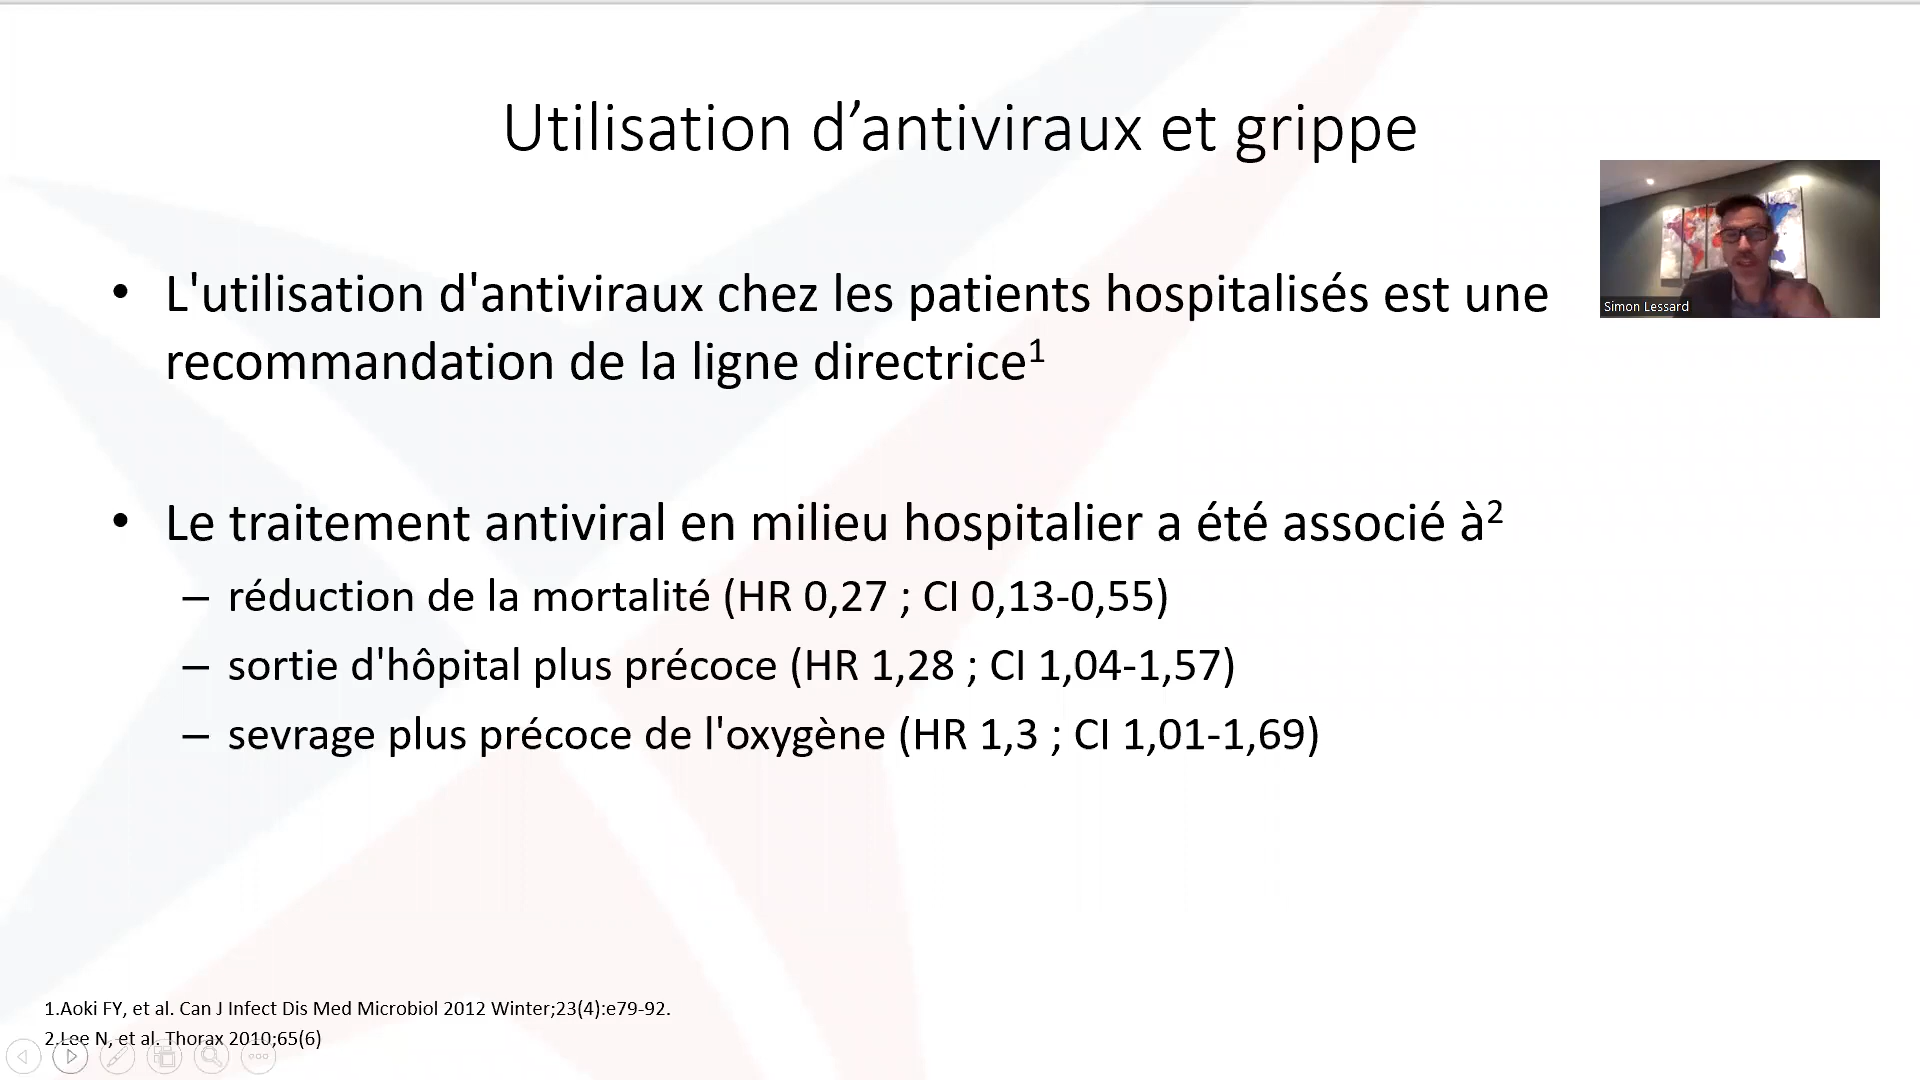 Utilisation d’antiviraux et grippe
• L'utilisation d'antiviraux chez les patients hospitalisés est une
recommandation de la ligne directrice¹
Simon Lessard
• Le traitement antiviral en milieu hospitalier a été associé à²
– réduction de la mortalité (HR 0,27 ; CI 0,13-0,55)
– sortie d'hôpital plus précoce (HR 1,28 ; CI 1,04-1,57)
– sevrage plus précoce de l'oxygène (HR 1,3 ; CI 1,01-1,69)
1.Aoki FY, et al. Can J Infect Dis Med Microbiol 2012 Winter;23(4):e79-92.
2.Lee N, et al. Thorax 2010;65(6)